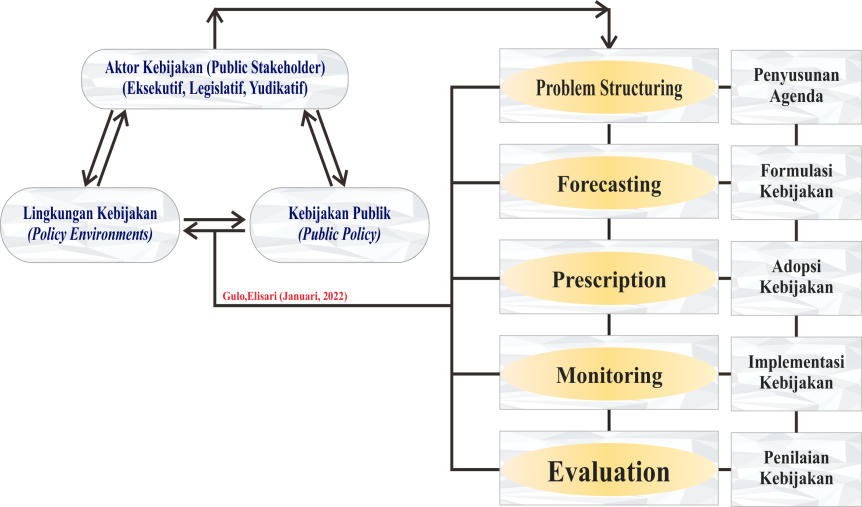 Aktor Kebijakan (Public Stakeholder)
(Eksekutif, Legislatif, Yudikatif)
Lingkungan Kebijakan
(Policy Environments)
Kebijakan Publik
(Public Policy)
Gulo,Elisari (Januari, 2022)
Problem Structuring
Penyusunan
Agenda
Forecasting
Formulasi
Kebijakan
Prescription
Adopsi
Kebijakan
Monitoring
Implementasi
Kebijakan
Evaluation
Penilaian
Kebijakan